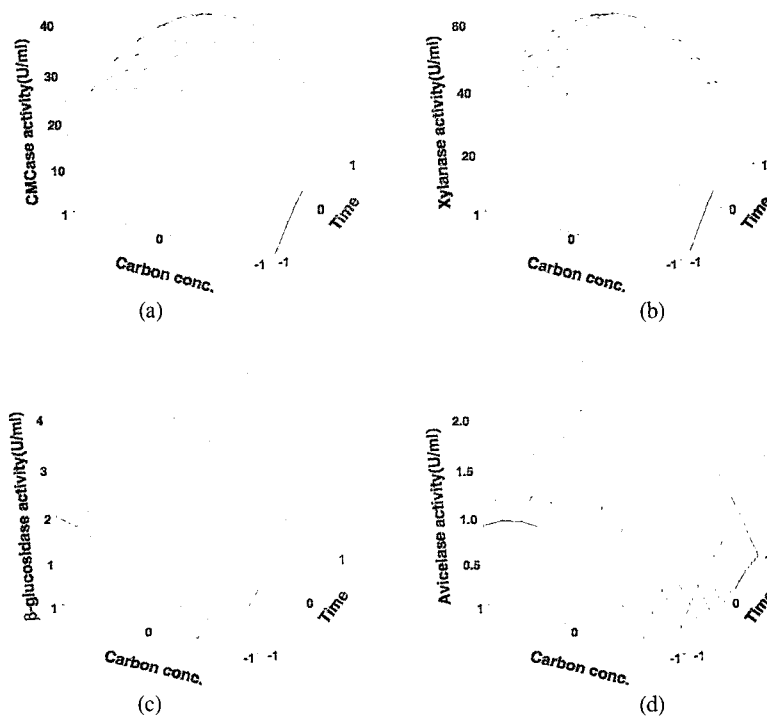 CMCase activity(U/ml)
40
30
20
10
1
0
-1
-1
0
1
Carbon conc.
Time
(a)
Xylanase activity(U/ml)
60
40
20
1
0
-1
-1
0
1
Carbon conc.
Time
(b)
β-glucosidase activity(U/ml)
4
3
2
1
1
0
-1
-1
0
1
Carbon conc.
Time
(c)
Avicelase activity(U/ml)
2.0
1.5
1.0
0.5
1
0
-1
-1
0
Carbon conc.
Time
(d)